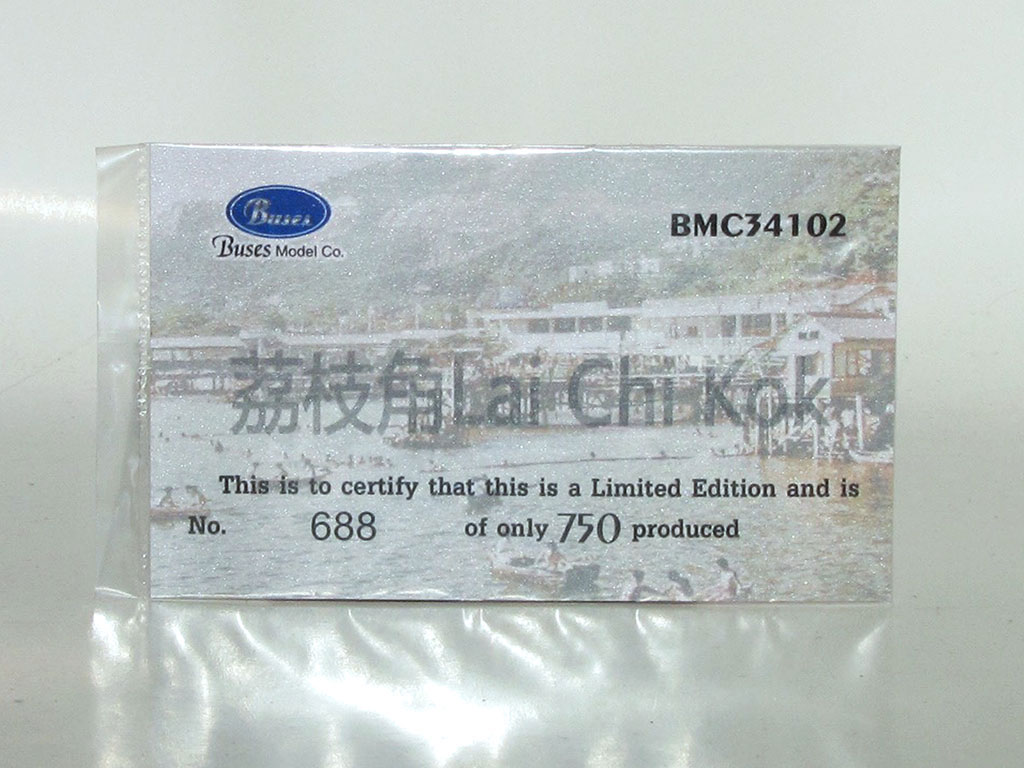 Buses
Buses Model Co.
BMC34102
荔枝角Lai Chi Kok
This is to certify that this is a Limited Edition and is
No. 688 of only 750 produced